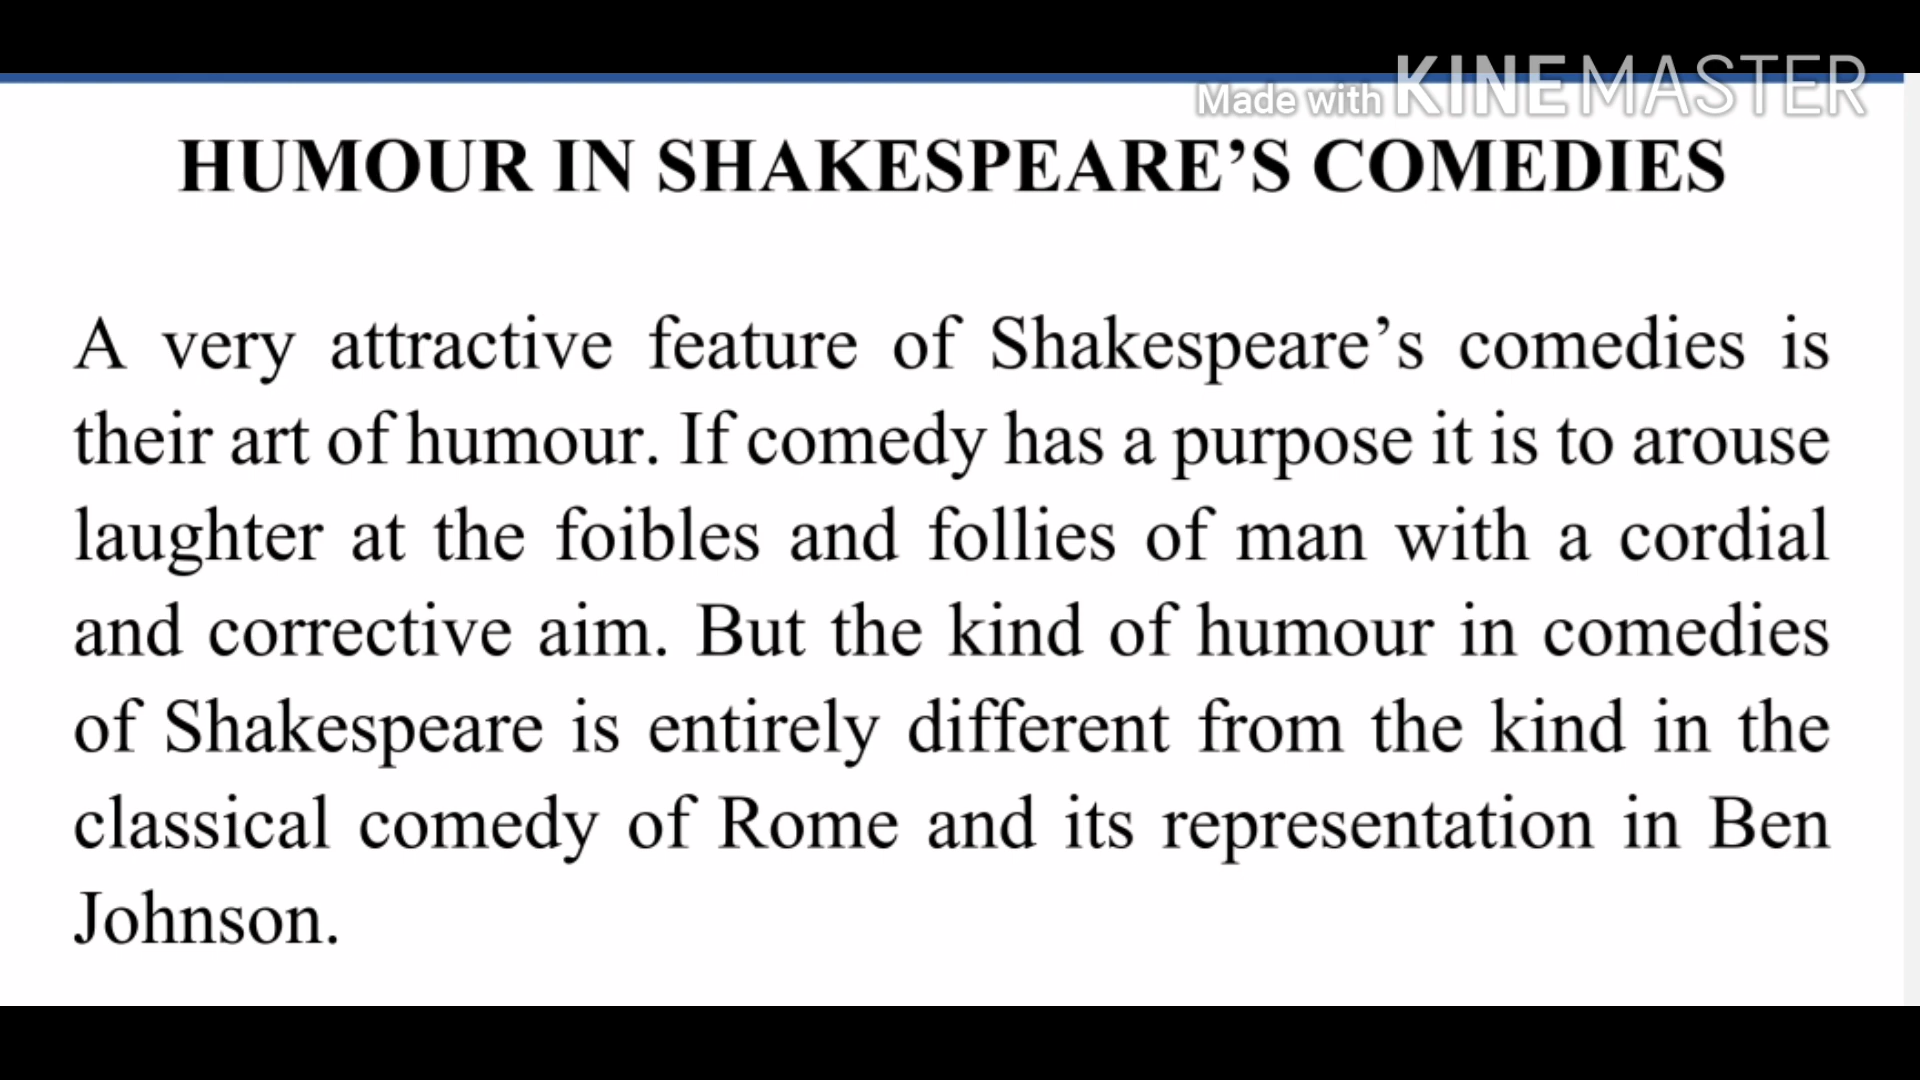 Made with KINEMASTER
HUMOUR IN SHAKESPEARE’S COMEDIES
A very attractive feature of Shakespeare’s comedies is
their art of humour. If comedy has a purpose it is to arouse
laughter at the foibles and follies of man with a cordial
and corrective aim. But the kind of humour in comedies
of Shakespeare is entirely different from the kind in the
classical comedy of Rome and its representation in Ben
Johnson.